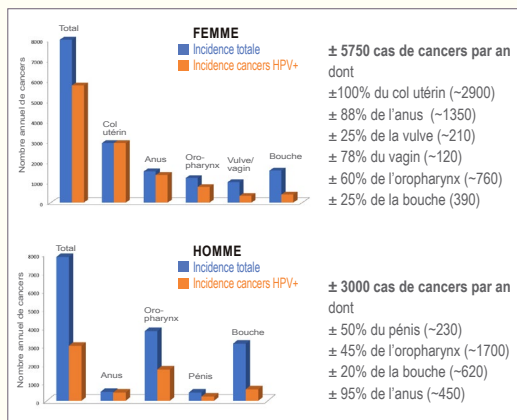 FEMME
Incidence totale
Incidence cancers HPV+
Nombre annuel de cancers
8000
7000
6000
5000
4000
3000
2000
1000
0
Total
Col
utérin
Anus
Oro-
pharynx
Vulve/
vagin
Bouche
± 5750 cas de cancers par an
dont
±100% du col utérin (~2900)
± 88% de l'anus (~1350)
± 25% de la vulve (~210)
± 78% du vagin (~120)
± 60% de l'oropharynx (~760)
± 25% de la bouche (390)
HOMME
Incidence totale
Incidence cancers HPV+
Nombre annuel de cancers
8000
7000
6000
5000
4000
3000
2000
1000
0
Total
Anus
Oro-
pharynx
Pénis
Bouche
± 3000 cas de cancers par an
dont
± 50% du pénis (~230)
± 45% de l'oropharynx (~1700)
± 20% de la bouche (~620)
± 95% de l'anus (~450)